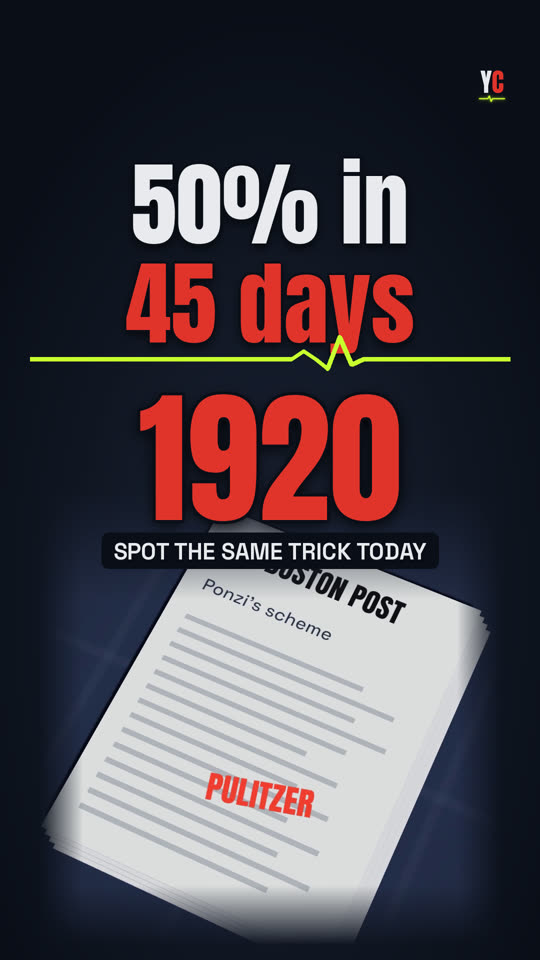 YC
50% in
45 days
1920
SPOT THE SAME TRICK TODAY
BOSTON POST
Ponzi's scheme
PULITZER